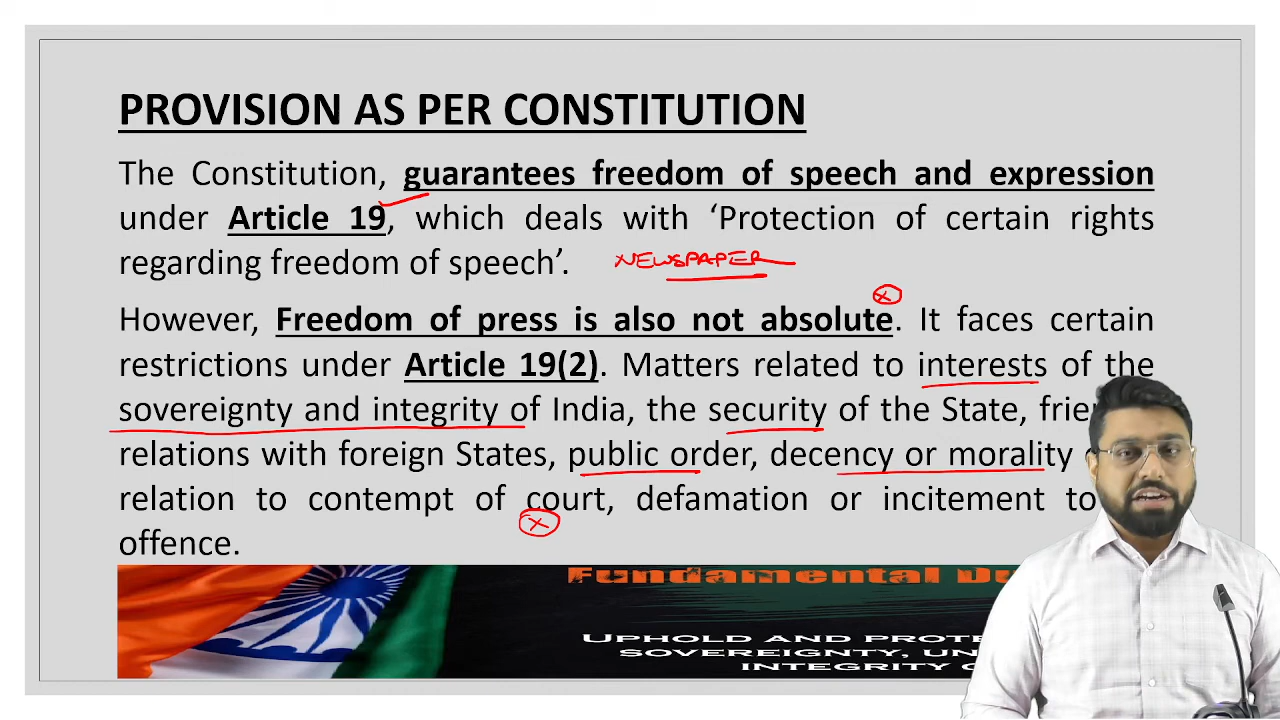 PROVISION AS PER CONSTITUTION
The Constitution, guarantees freedom of speech and expression
under Article 19, which deals with ‘Protection of certain rights
regarding freedom of speech’.
NEWSPAPER
However, Freedom of press is also not absolute. It faces certain
restrictions under Article 19(2). Matters related to interests of the
sovereignty and integrity of India, the security of the State,
relations with foreign States, public order, decency or morality
relation to contempt of court, defamation or incitement to
offence.
Fundamental
UPHOLD AND
SOVEREIGNTY,
INTEGRITY